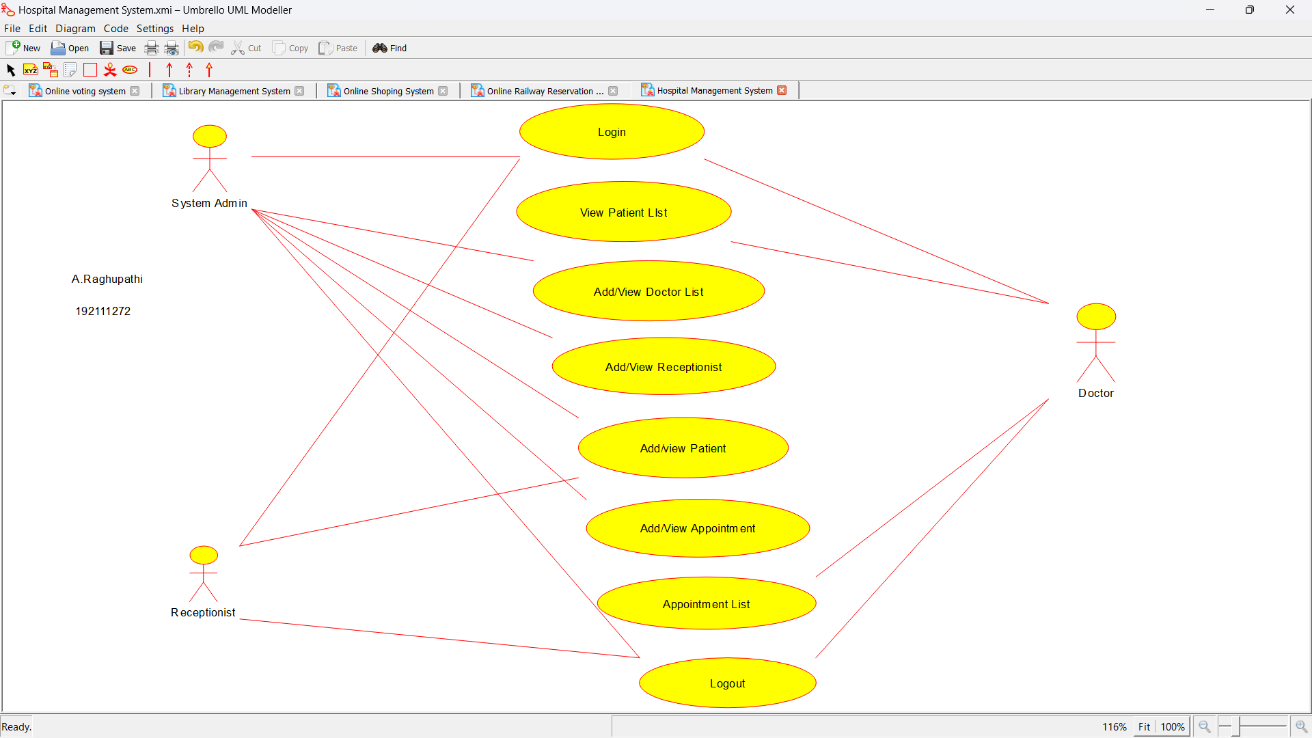 Hospital Management System.xmi – Umbrello UML Modeller
File Edit Diagram Code Settings Help
New Open Save Cut Copy Paste Find
XYZ ABC
Online voting system Library Management System Online Shoping System Online Railway Reservation ... Hospital Management System
Login
System Admin
View Patient LIst
A.Raghupathi
Add/View Doctor List
192111272
Add/View Receptionist
Doctor
Add/view Patient
Add/View Appointment
Appointment List
Receptionist
Logout
Ready. 116% Fit 100%